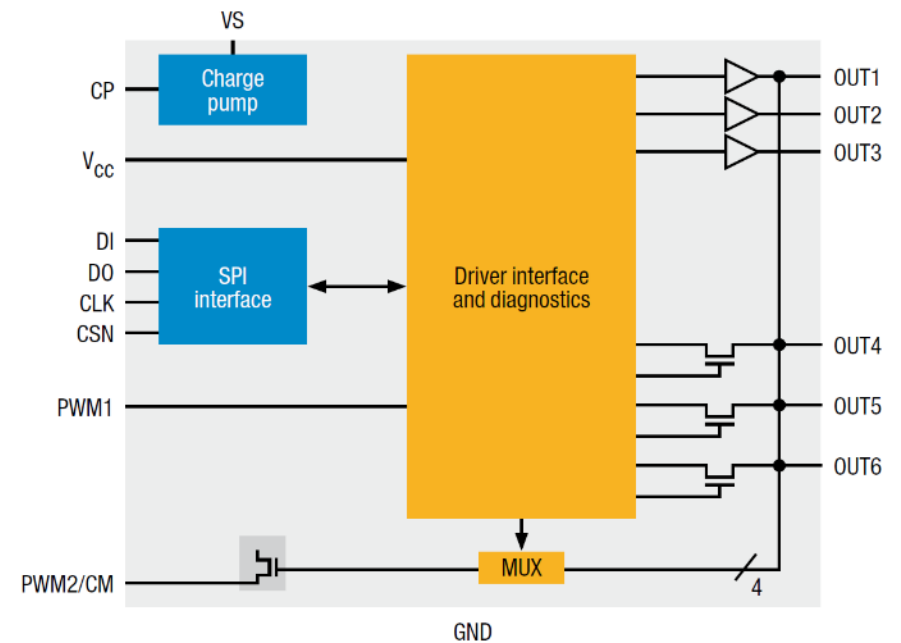 VS
CP
Charge
pump
OUT1
OUT2
OUT3
VCC
DI
DO
CLK
CSN
SPI
interface
Driver interface
and diagnostics
OUT4
PWM1
OUT5
OUT6
MUX
4
PWM2/CM
GND